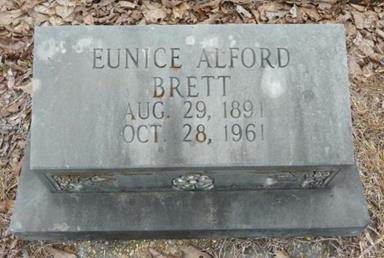 EUNICE ALFORD
BRETT
AUG. 29, 1891
OCT. 28, 1961